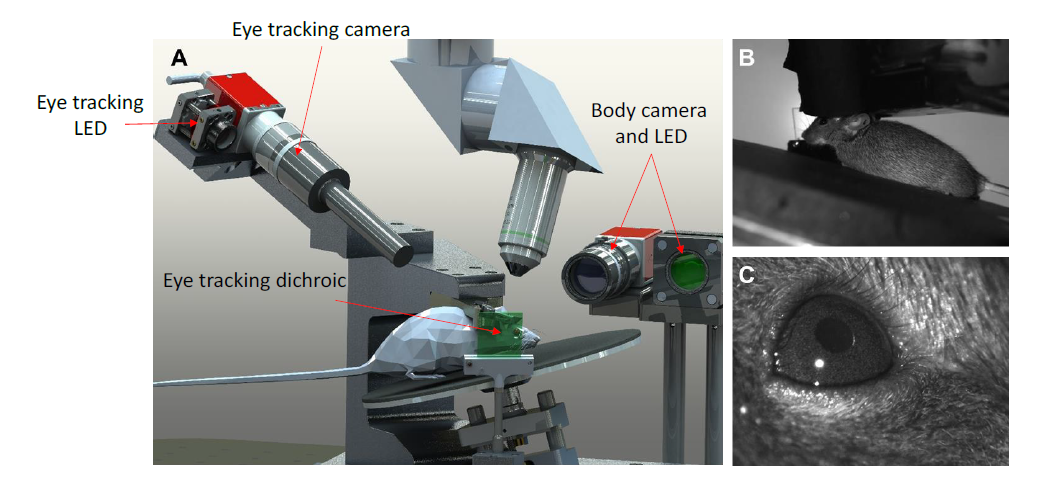 Eye tracking camera
A
B
Eye tracking
LED
Body camera
and LED
Eye tracking dichroic
C